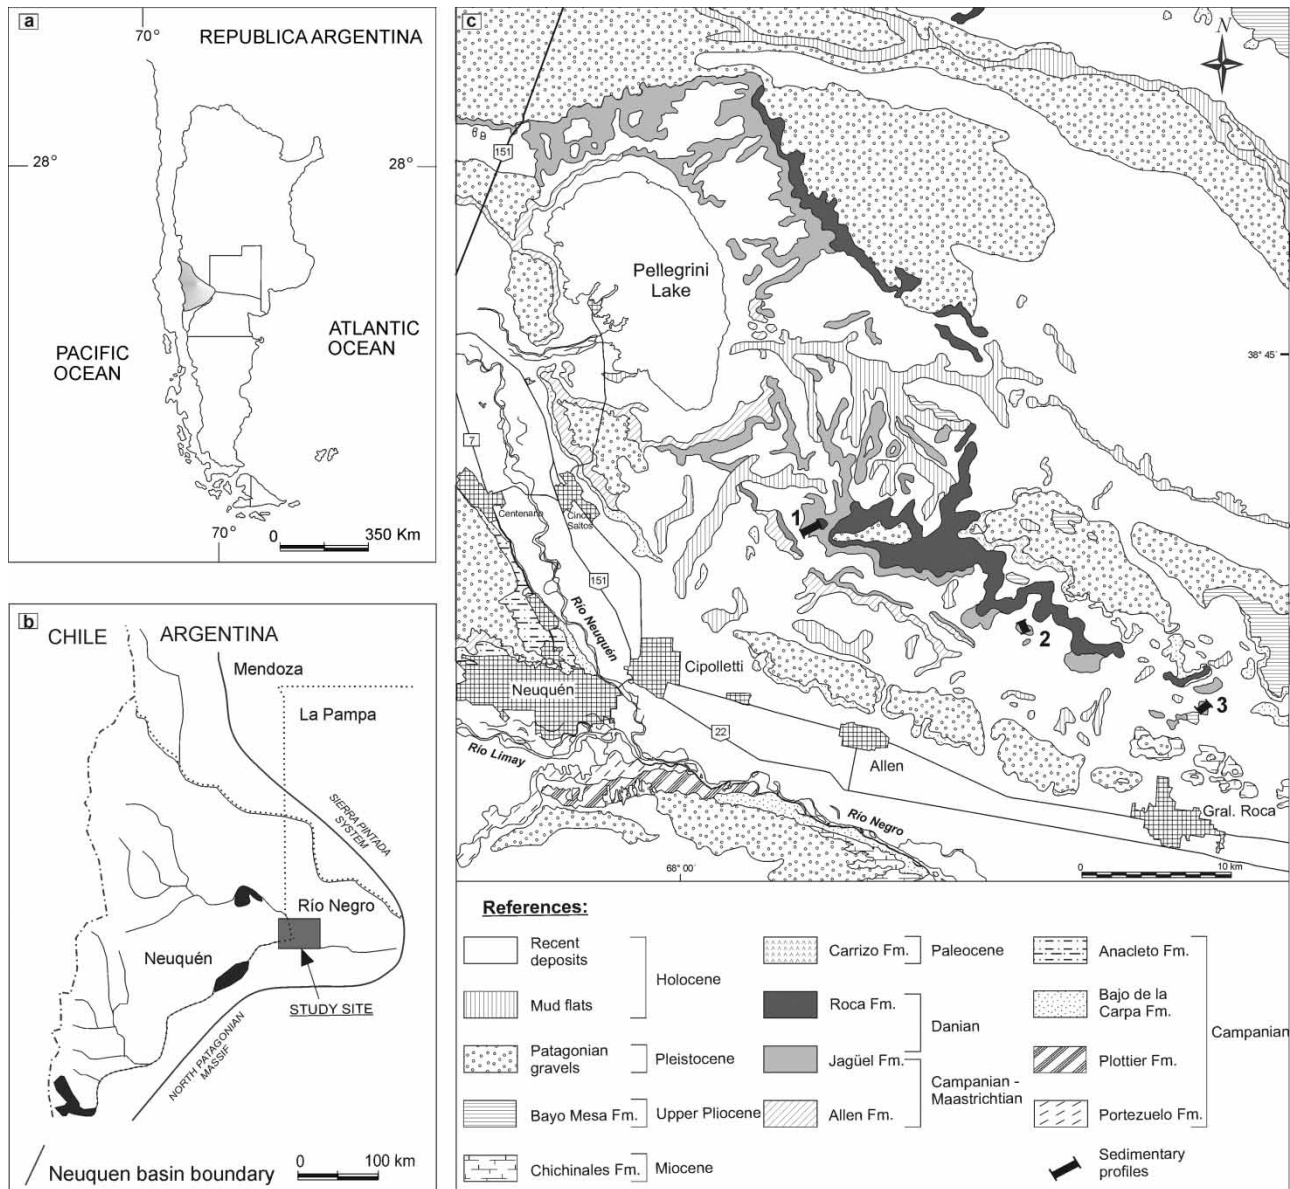 a
70°
REPUBLICA ARGENTINA
28°
28°
PACIFIC
OCEAN
ATLANTIC
OCEAN
70°
0
350 Km
b
CHILE
ARGENTINA
Mendoza
La Pampa
SIERRA PINTADA
SYSTEM
Río Negro
Neuquén
STUDY SITE
NORTH PATAGONIAN
MASSIF
Neuquen basin boundary
0
100 km
c
N
151
Pellegrini
Lake
38° 45´
7
Centenario
Cinco
Saltos
1
151
Río Neuquén
2
Cipolletti
Neuquén
3
22
Río Limay
Allen
Río Negro
Gral. Roca
68° 00´
0
10 km
References:
Recent
deposits
Mud flats
Holocene
Patagonian
gravels
Pleistocene
Bayo Mesa Fm.
Upper Pliocene
Chichinales Fm.
Miocene
Carrizo Fm.
Paleocene
Roca Fm.
Danian
Jagüel Fm.
Campanian -
Maastrichtian
Allen Fm.
Anacleto Fm.
Bajo de la
Carpa Fm.
Campanian
Plottier Fm.
Portezuelo Fm.
Sedimentary
profiles